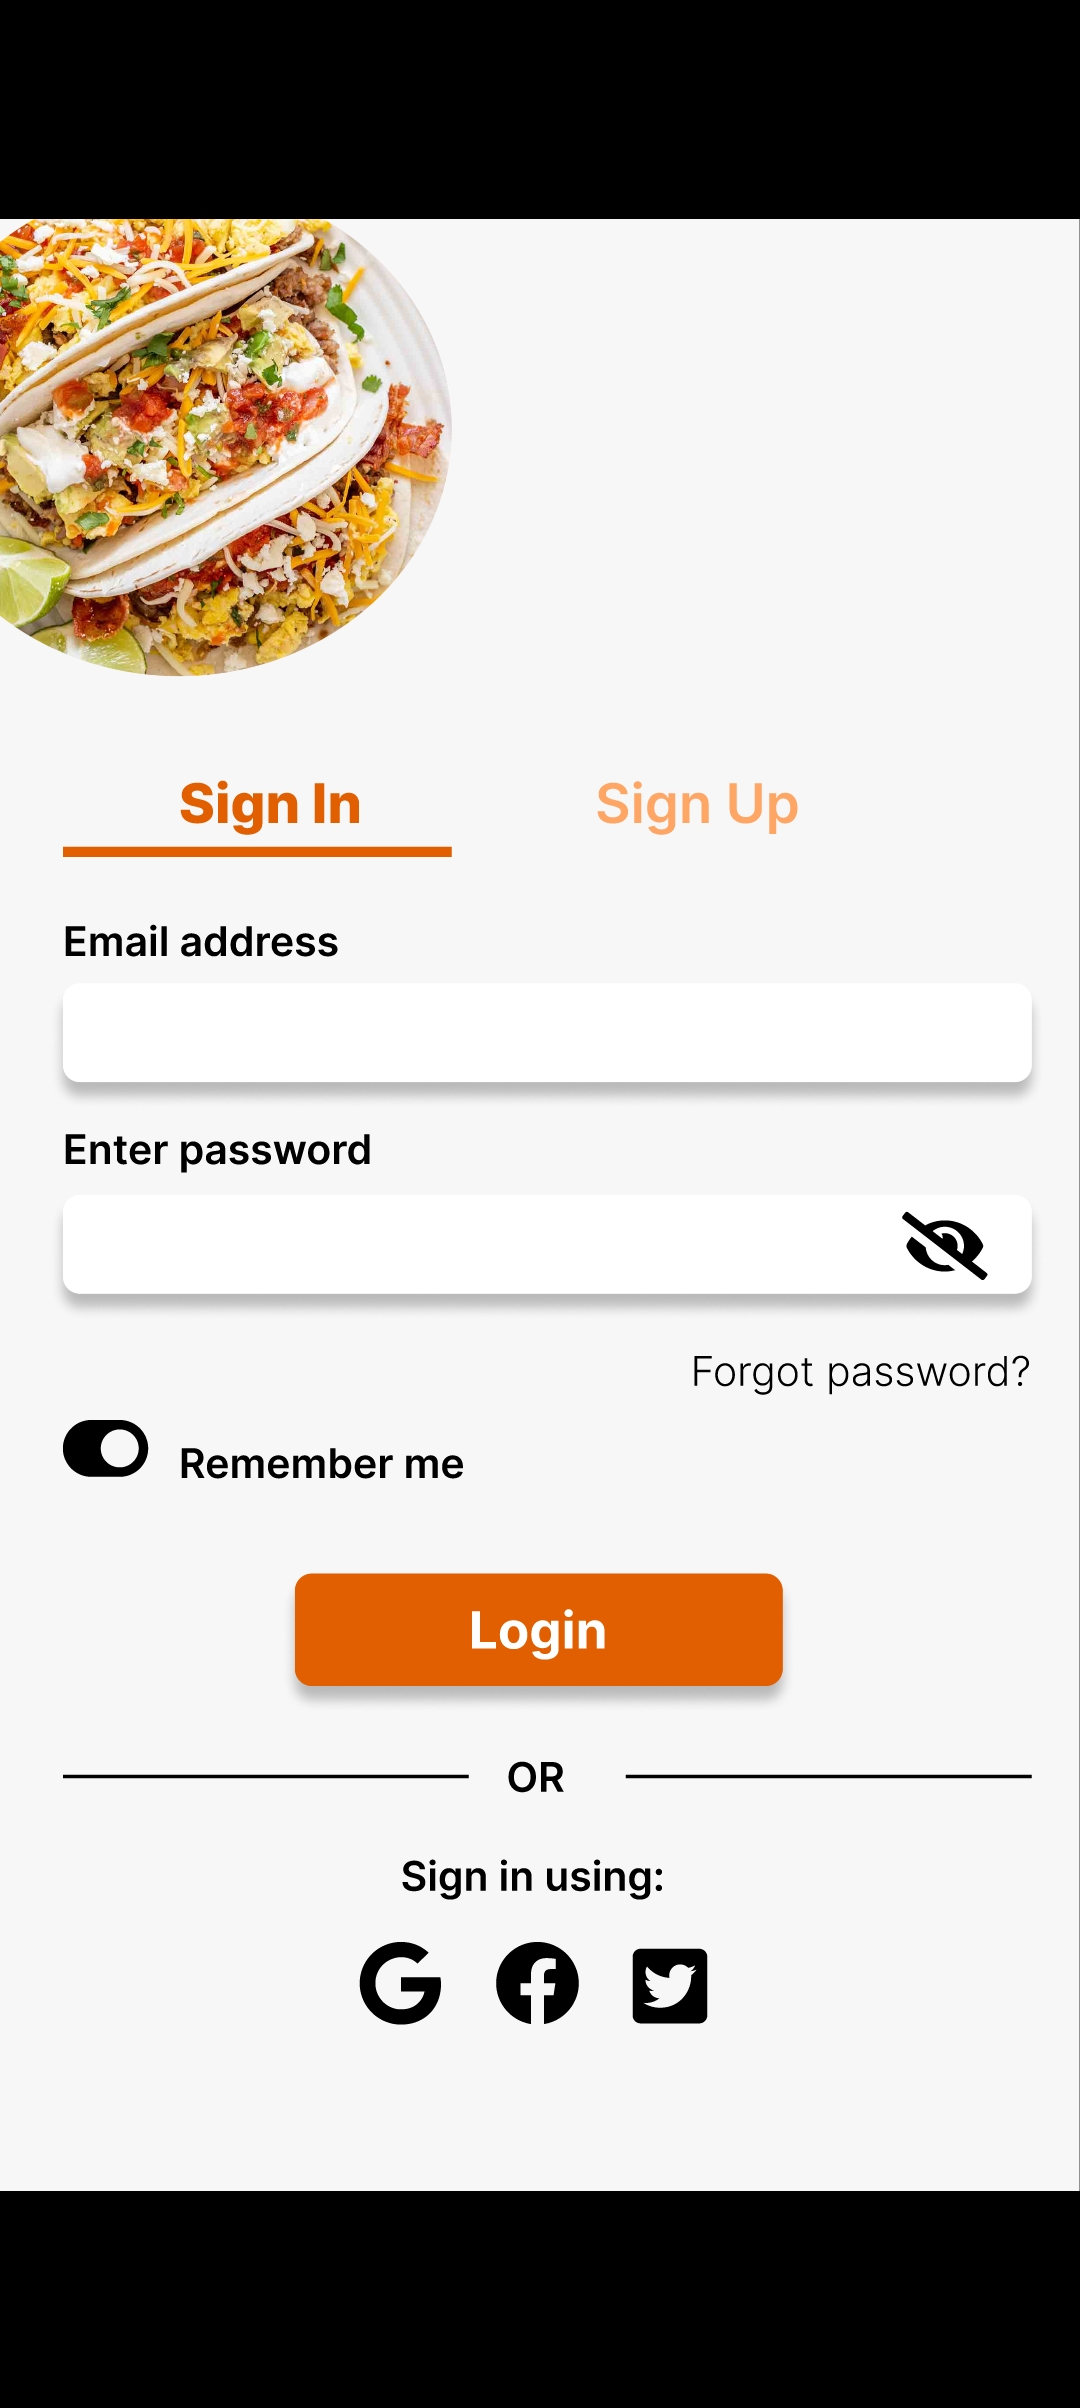 Sign In
Sign Up
Email address
Enter password
Forgot password?
Remember me
Login
OR
Sign in using: